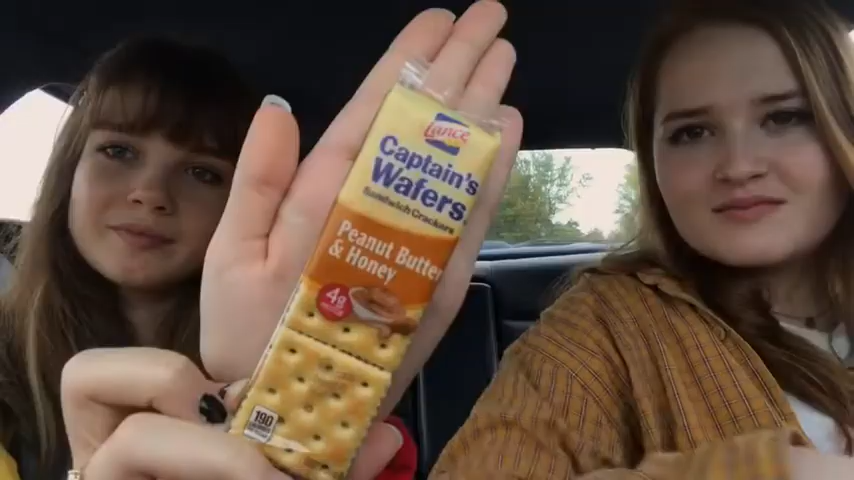 Lance
Captain's
Wafers
Sandwich Crackers
Peanut Butter
& Honey
4g
190